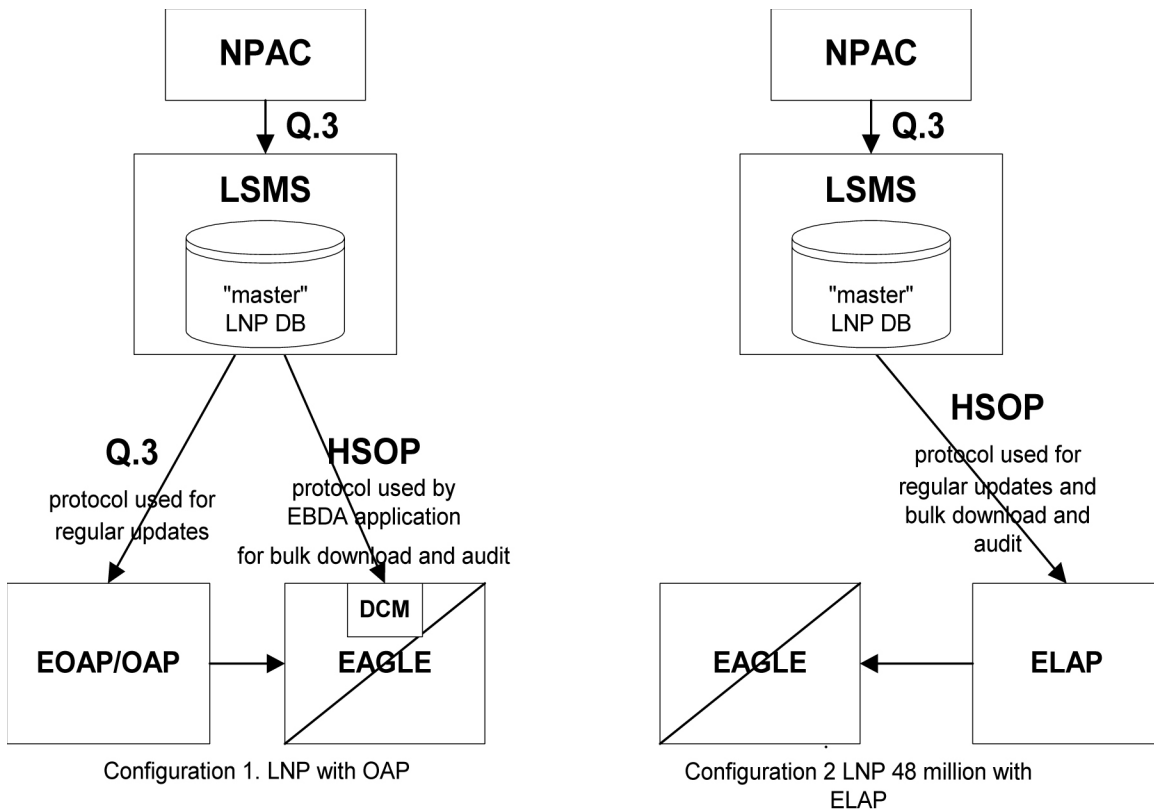 NPAC
Q.3
LSMS
"master"
LNP DB
Q.3
protocol used for
regular updates
HSOP
protocol used by
EBDA application
for bulk download and audit
EOAP/OAP
DCM
EAGLE
Configuration 1. LNP with OAP
NPAC
Q.3
LSMS
"master"
LNP DB
HSOP
protocol used for
regular updates and
bulk download and
audit
EAGLE
ELAP
Configuration 2 LNP 48 million with
ELAP